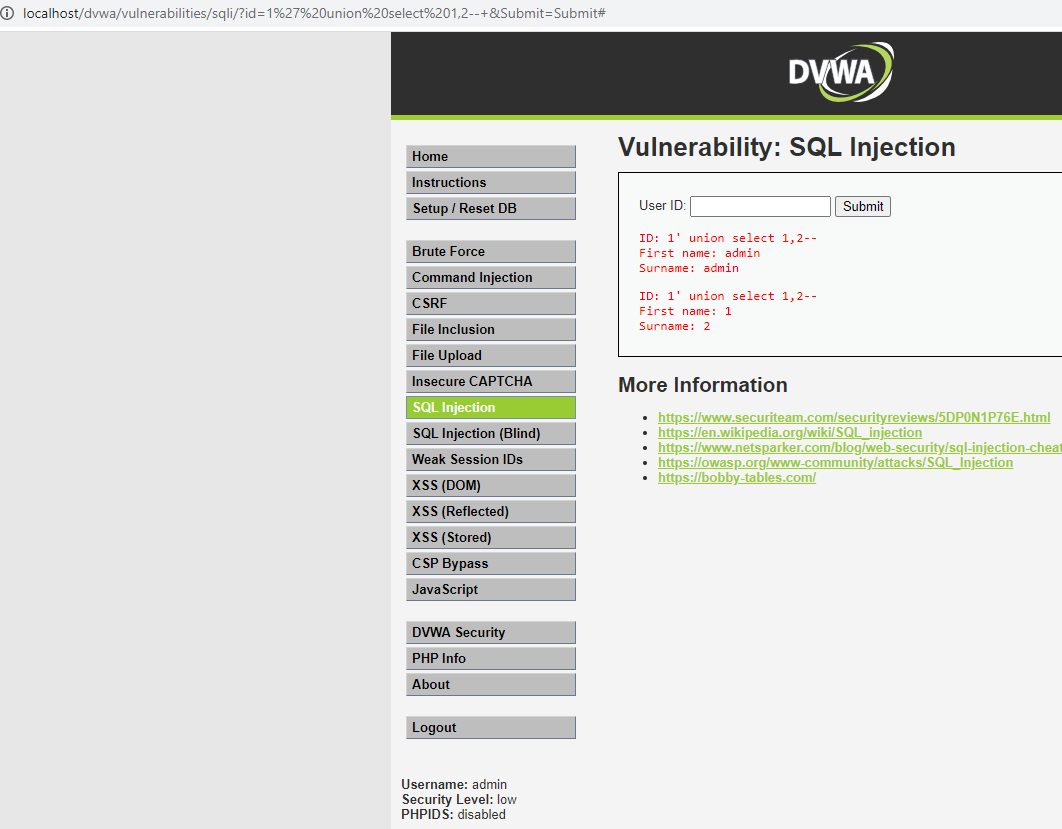 localhost/dvwa/vulnerabilities/sqli/?id=1%27%20union%20select%201,2--+&Submit=Submit#
DVWA
Home
Instructions
Setup / Reset DB
Brute Force
Command Injection
CSRF
File Inclusion
File Upload
Insecure CAPTCHA
SQL Injection
SQL Injection (Blind)
Weak Session IDs
XSS (DOM)
XSS (Reflected)
XSS (Stored)
CSP Bypass
JavaScript
DVWA Security
PHP Info
About
Logout
Vulnerability: SQL Injection
User ID: Submit
ID: 1' union select 1,2--
First name: admin
Surname: admin
ID: 1' union select 1,2--
First name: 1
Surname: 2
More Information
https://www.securiteam.com/securityreviews/5DP0N1P76E.html
https://en.wikipedia.org/wiki/SQL_injection
https://www.netsparker.com/blog/web-security/sql-injection-cheat
https://owasp.org/www-community/attacks/SQL_Injection
https://bobby-tables.com/
Username: admin
Security Level: low
PHPIDS: disabled